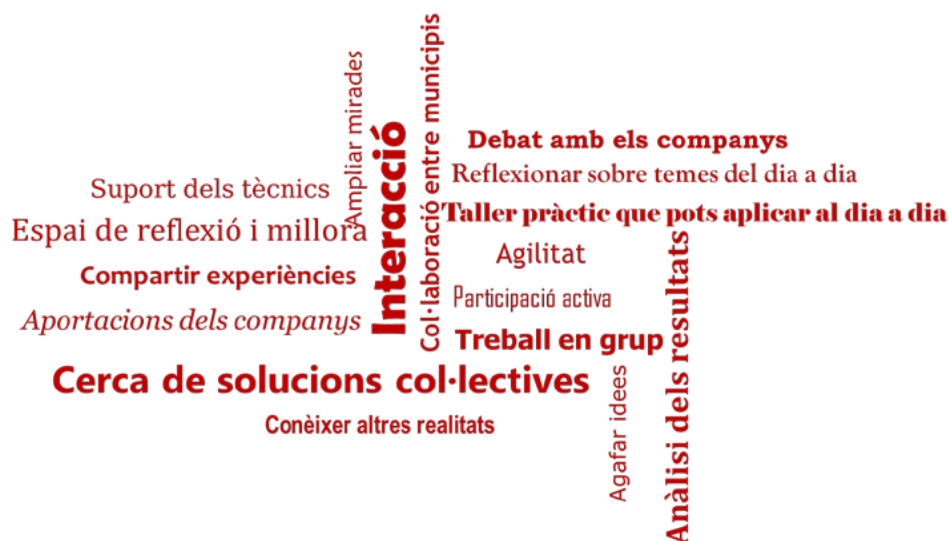 Ampliar mirades
Interacció
Col·laboració entre municipis
Debat amb els companys
Reflexionar sobre temes del dia a dia
Suport dels tècnics
Taller pràctic que pots aplicar al dia a dia
Espai de reflexió i millora
Agilitat
Compartir experiències
Participació activa
Aportacions dels companys
Treball en grup
Anàlisi dels resultats
Cerca de solucions col·lectives
Agafar idees
Conèixer altres realitats